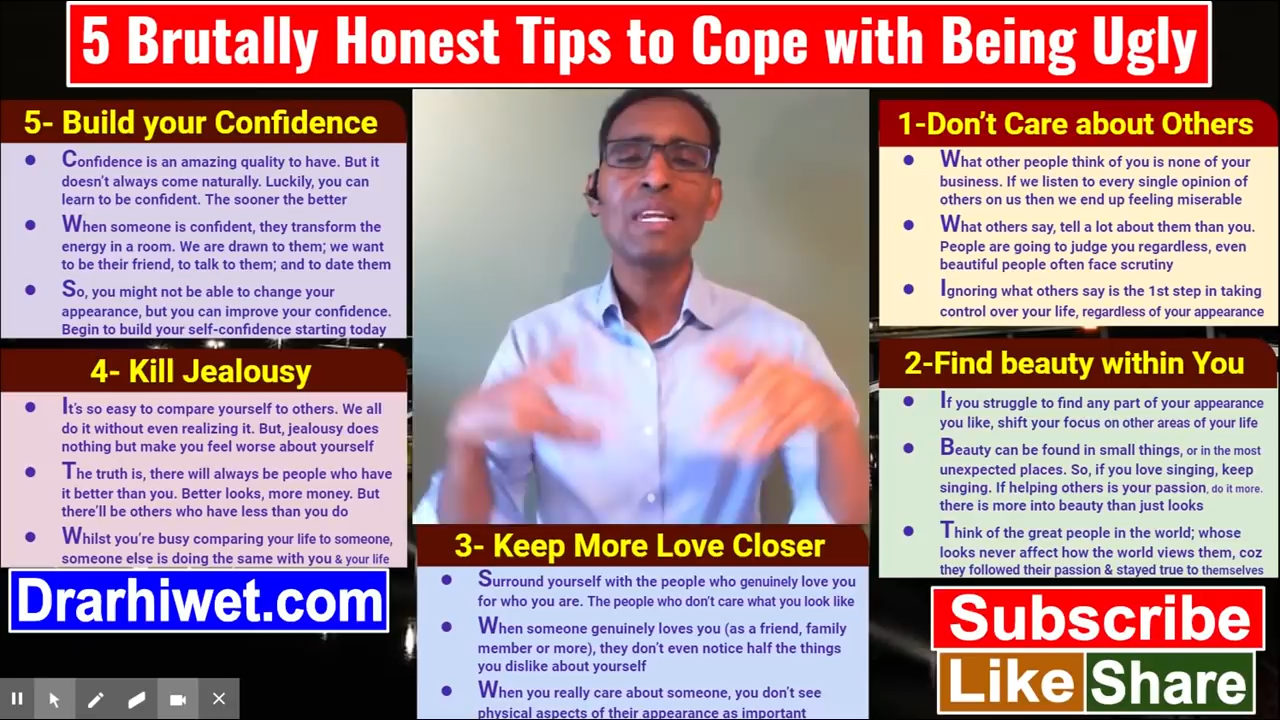 5 Brutally Honest Tips to Cope with Being Ugly
1-Don't Care about Others
What other people think of you is none of your
business. If we listen to every single opinion of
others on us then we end up feeling miserable
What others say, tell a lot about them than you.
People are going to judge you regardless, even
beautiful people often face scrutiny
Ignoring what others say is the 1st step in taking
control over your life, regardless of your appearance
2-Find beauty within You
If you struggle to find any part of your appearance
you like, shift your focus on other areas of your life
Beauty can be found in small things, or in the most
unexpected places. So, if you love singing, keep
singing. If helping others is your passion, do it more.
there is more into beauty than just looks
Think of the great people in the world; whose
looks never affect how the world views them, coz
they followed their passion & stayed true to themselves
3- Keep More Love Closer
Surround yourself with the people who genuinely love you
for who you are. The people who don't care what you look like
When someone genuinely loves you (as a friend, family
member or more), they don't even notice half the things
you dislike about yourself
When you really care about someone, you don't see
physical aspects of their appearance as important
4- Kill Jealousy
It's so easy to compare yourself to others. We all
do it without even realizing it. But, jealousy does
nothing but make you feel worse about yourself
The truth is, there will always be people who have
it better than you. Better looks, more money. But
there'll be others who have less than you do
Whilst you're busy comparing your life to someone,
someone else is doing the same with you & your life
5- Build your Confidence
Confidence is an amazing quality to have. But it
doesn't always come naturally. Luckily, you can
learn to be confident. The sooner the better
When someone is confident, they transform the
energy in a room. We are drawn to them; we want
to be their friend, to talk to them; and to date them
So, you might not be able to change your
appearance, but you can improve your confidence.
Begin to build your self-confidence starting today
Drarhiwet.com
Subscribe
Like Share